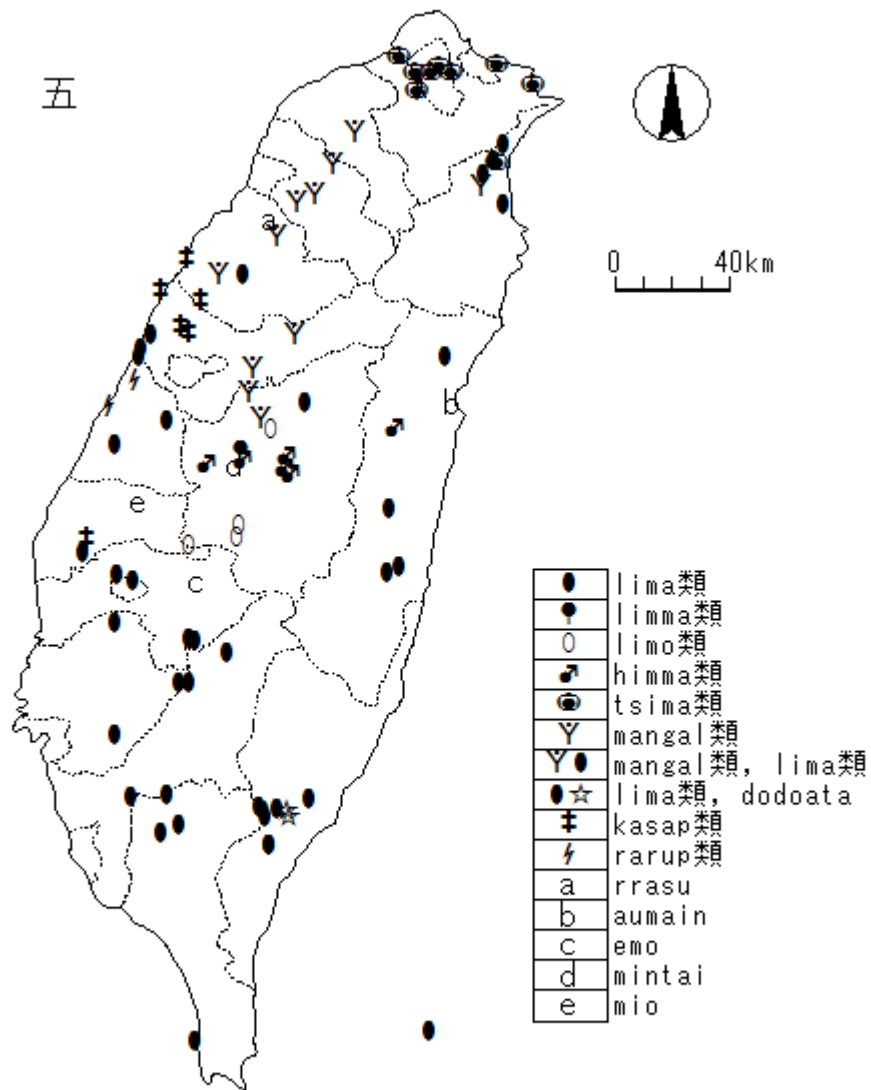 五
0 40km
a
b
d
e
c
lima類
limma類
limo類
himma類
tsima類
mangal類
mangal類, lima類
lima類, dodoata
kasap類
rarup類
a rrasu
b aumain
c emo
d mintai
e mio